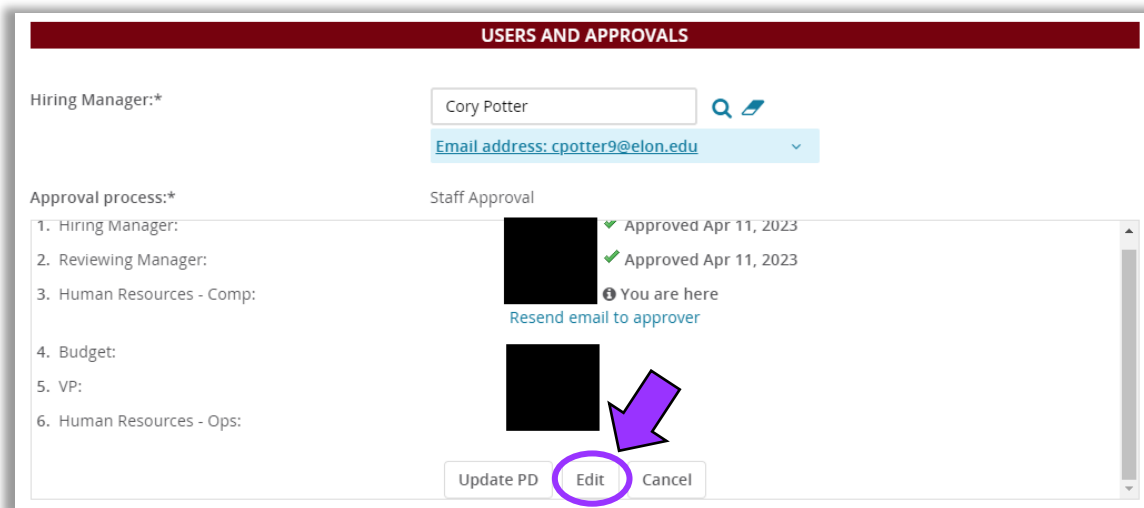 USERS AND APPROVALS
Hiring Manager:* Cory Potter
Email address: cpotter9@elon.edu
Approval process:* Staff Approval
1. Hiring Manager: Approved Apr 11, 2023
2. Reviewing Manager: Approved Apr 11, 2023
3. Human Resources - Comp: You are here
Resend email to approver
4. Budget:
5. VP:
6. Human Resources - Ops:
Update PD Edit Cancel